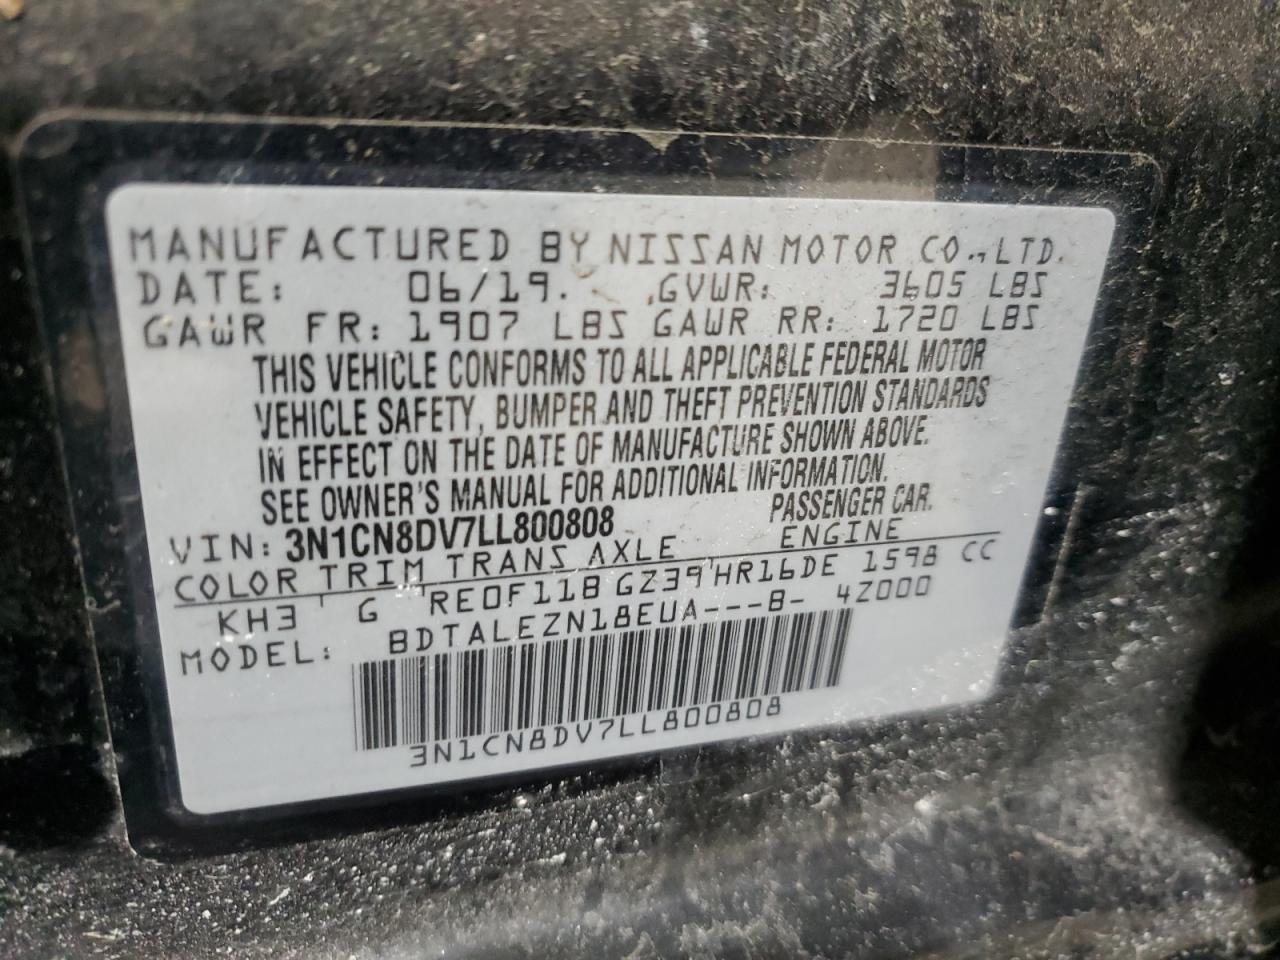 MANUFACTURED BY NISSAN MOTOR CO., LTD.
DATE: 06/19. GVWR: 3605 LBS
GAWR FR: 1907 LBS GAWR RR: 1720 LBS
THIS VEHICLE CONFORMS TO ALL APPLICABLE FEDERAL MOTOR
VEHICLE SAFETY, BUMPER AND THEFT PREVENTION STANDARDS
IN EFFECT ON THE DATE OF MANUFACTURE SHOWN ABOVE.
SEE OWNER'S MANUAL FOR ADDITIONAL INFORMATION.
VIN: 3N1CN8DV7LL800808 PASSENGER CAR.
COLOR TRIM TRANS AXLE ENGINE
KH3 G RE0F11B GZ39 HR16DE 1598 CC
MODEL: BDTALEZN18EUA---B- 4Z000
3N1CN8DV7LL800808